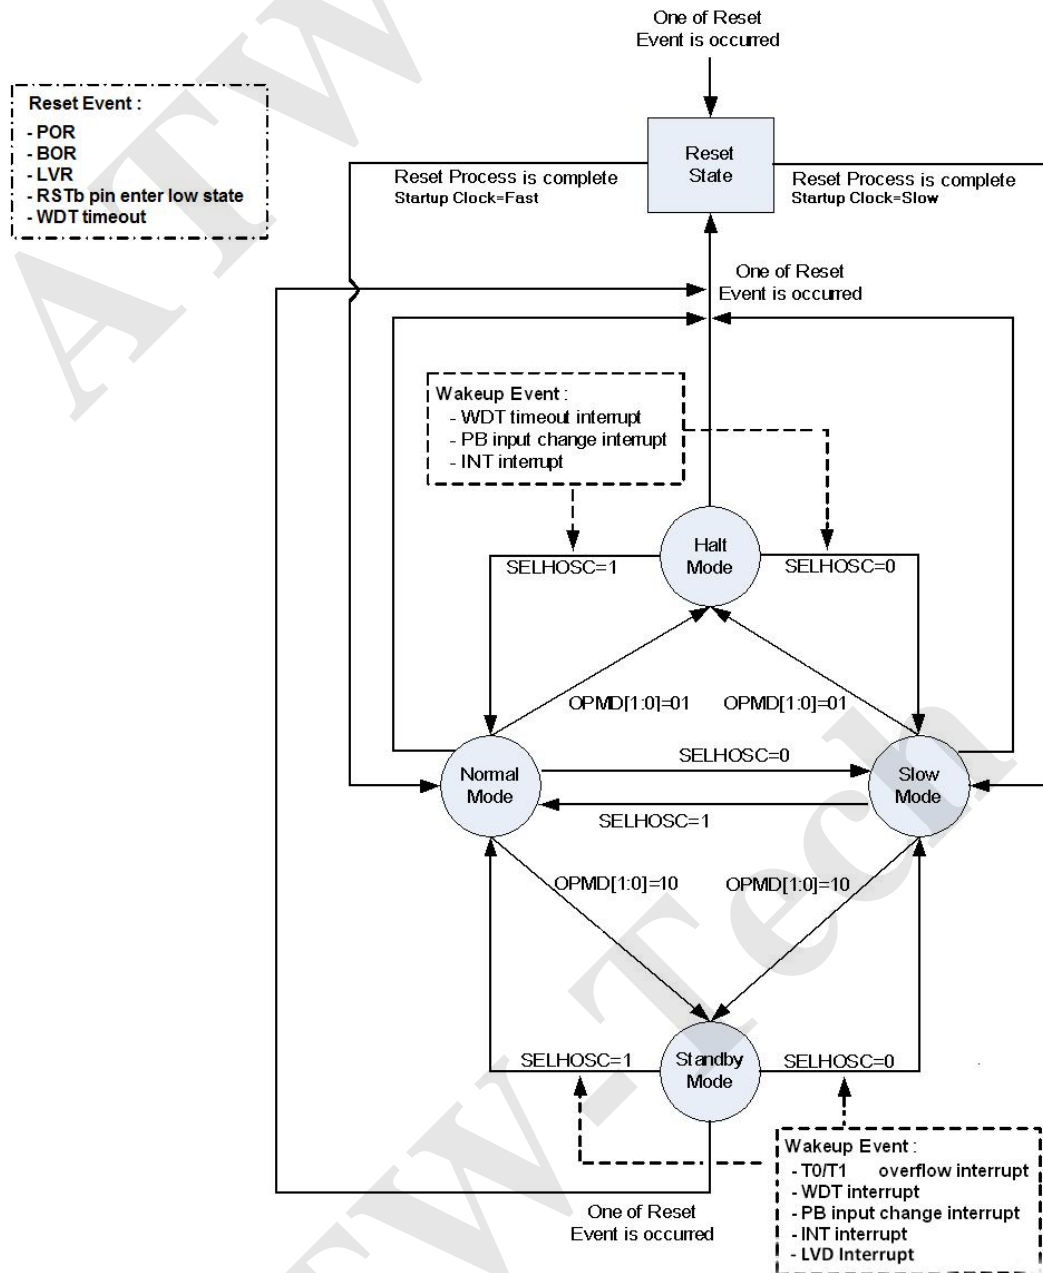 One of Reset
Event is occurred
Reset Event :
- POR
- BOR
- LVR
- RSTb pin enter low state
- WDT timeout
Reset
State
Reset Process is complete
Startup Clock=Fast
Reset Process is complete
Startup Clock=Slow
One of Reset
Event is occurred
Wakeup Event :
- WDT timeout interrupt
- PB input change interrupt
- INT interrupt
Halt
Mode
SELHOSC=1
SELHOSC=0
OPMD[1:0]=01
OPMD[1:0]=01
Normal
Mode
SELHOSC=0
SELHOSC=1
Slow
Mode
OPMD[1:0]=10
OPMD[1:0]=10
Standby
Mode
SELHOSC=1
SELHOSC=0
Wakeup Event :
- T0/T1 overflow interrupt
- WDT interrupt
- PB input change interrupt
- INT interrupt
- LVD Interrupt
One of Reset
Event is occurred
ATW
TW-Tech